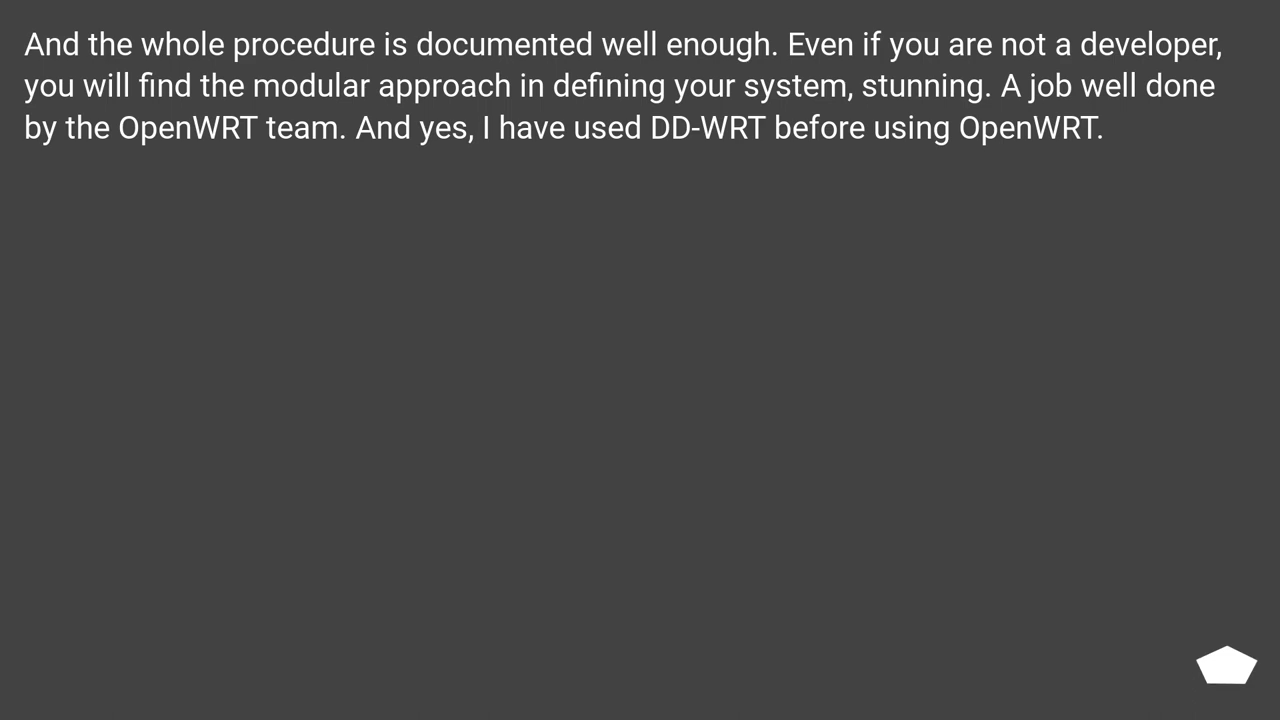 And the whole procedure is documented well enough. Even if you are not a developer,
you will find the modular approach in defining your system, stunning. A job well done
by the OpenWRT team. And yes, I have used DD-WRT before using OpenWRT.